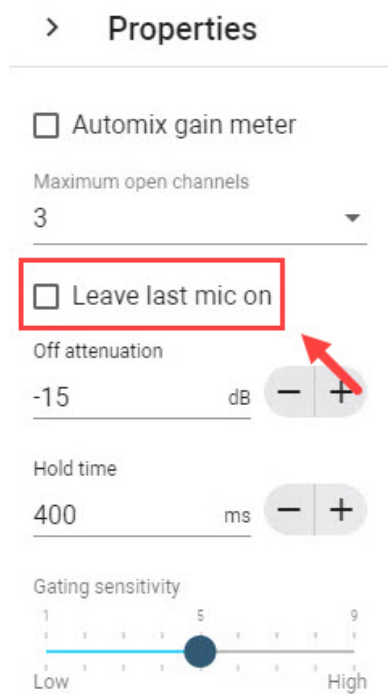 Properties
Automix gain meter
Maximum open channels
3
Leave last mic on
Off attenuation
-15 dB − +
Hold time
400 ms − +
Gating sensitivity
1 5 9
Low High